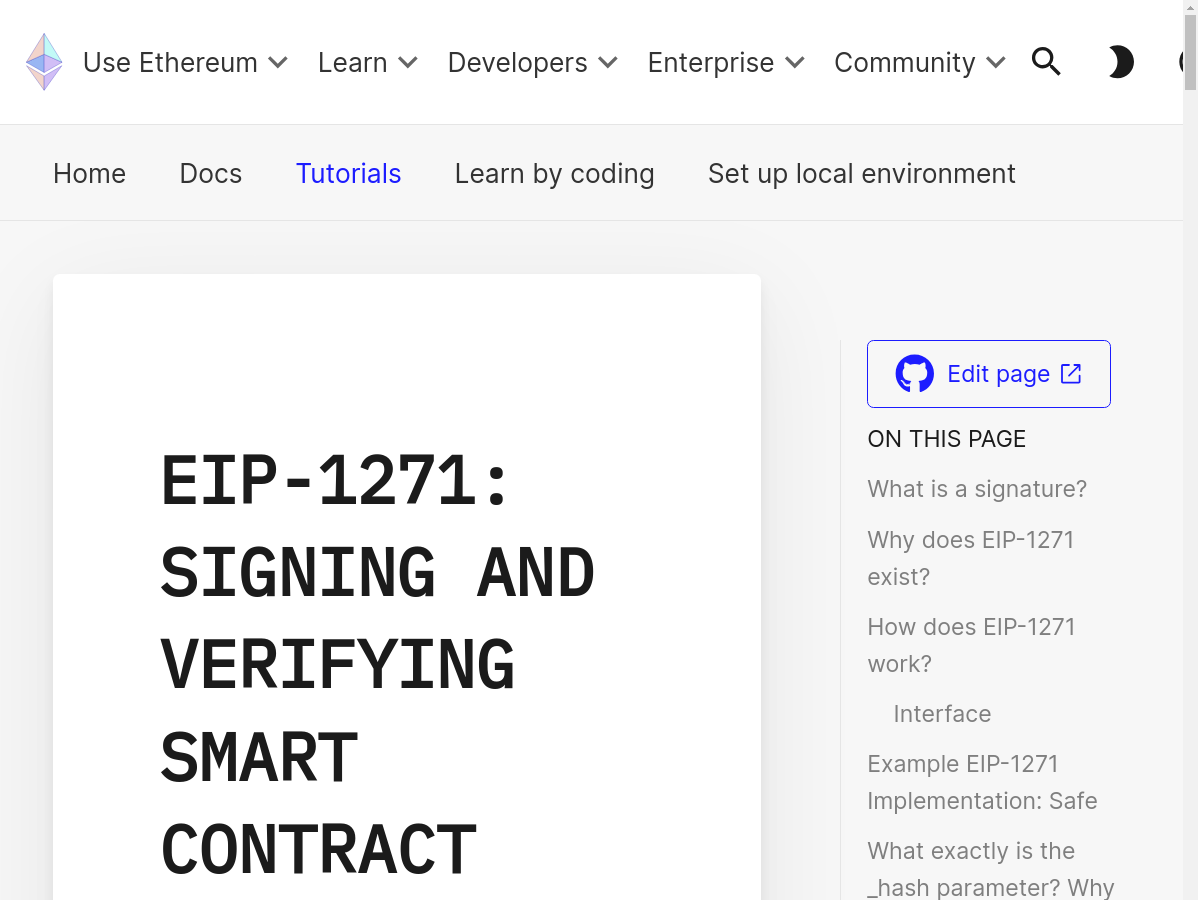 Use Ethereum Learn Developers Enterprise Community
Home Docs Tutorials Learn by coding Set up local environment
EIP-1271:
SIGNING AND
VERIFYING
SMART
CONTRACT
Edit page
ON THIS PAGE
What is a signature?
Why does EIP-1271
exist?
How does EIP-1271
work?
Interface
Example EIP-1271
Implementation: Safe
What exactly is the
_hash parameter? Why